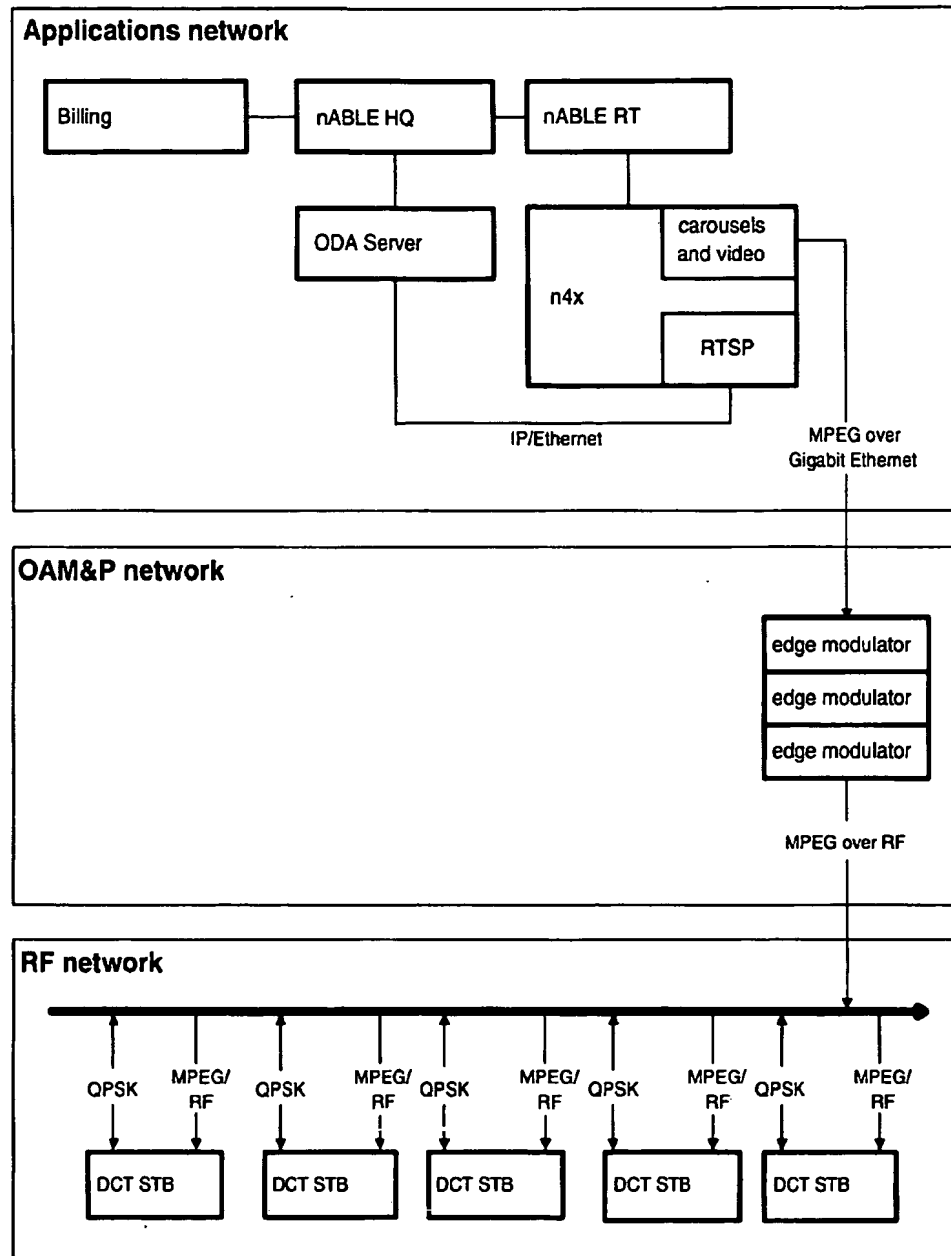 Applications network
Billing
nABLE HQ
nABLE RT
ODA Server
carousels
and video
n4x
RTSP
IP/Ethernet
MPEG over
Gigabit Ethernet
OAM&P network
edge modulator
edge modulator
edge modulator
MPEG over RF
RF network
QPSK
MPEG/
RF
QPSK
MPEG/
RF
QPSK
MPEG/
RF
QPSK
MPEG/
RF
QPSK
MPEG/
RF
DCT STB
DCT STB
DCT STB
DCT STB
DCT STB